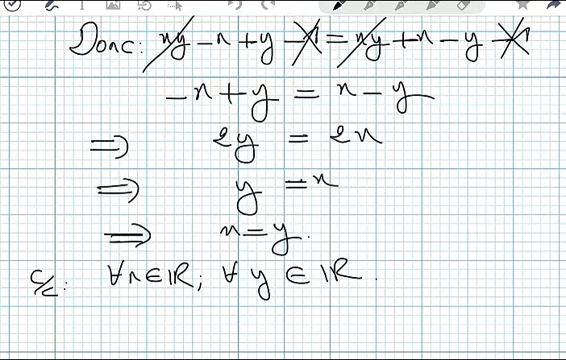 Donc: xy - x + y - 1 = xy + x - y - 1
-x + y = x - y
⇒ 2y = 2x
⇒ y = x
⇒ x = y.
C/C: ∀x∈ℝ; ∀y∈ℝ.